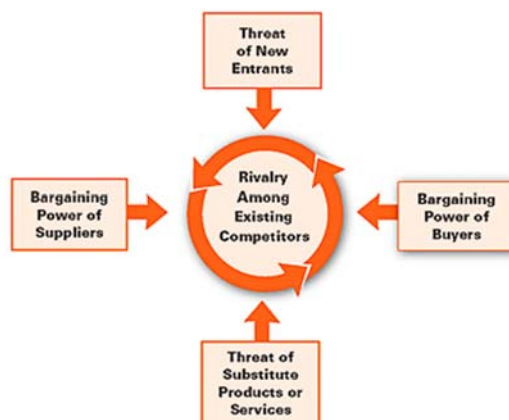 Threat
of New
Entrants
Bargaining
Power of
Suppliers
Rivalry
Among
Existing
Competitors
Bargaining
Power of
Buyers
Threat of
Substitute
Products or
Services